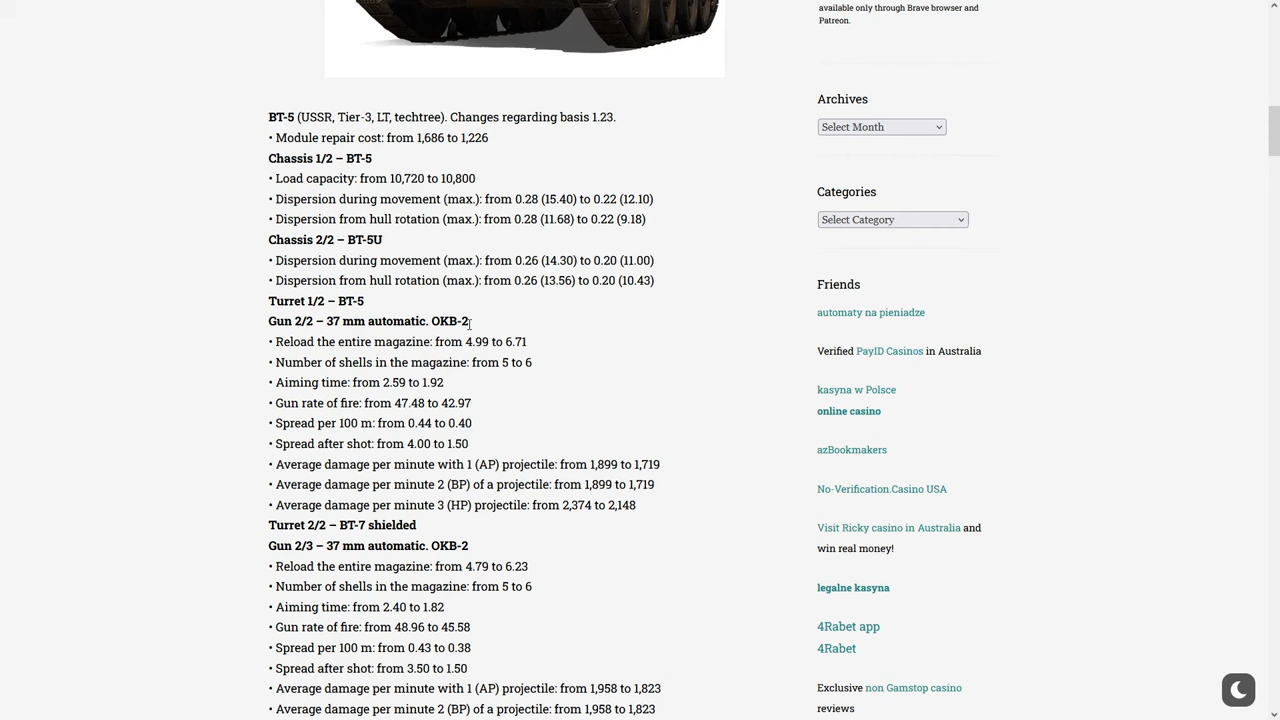 available only through Brave browser and
Patreon.
BT-5 (USSR, Tier-3, LT, techtree). Changes regarding basis 1.23.
• Module repair cost: from 1,686 to 1,226
Chassis 1/2 – BT-5
• Load capacity: from 10,720 to 10,800
• Dispersion during movement (max.): from 0.28 (15.40) to 0.22 (12.10)
• Dispersion from hull rotation (max.): from 0.28 (11.68) to 0.22 (9.18)
Chassis 2/2 – BT-5U
• Dispersion during movement (max.): from 0.26 (14.30) to 0.20 (11.00)
• Dispersion from hull rotation (max.): from 0.26 (13.56) to 0.20 (10.43)
Turret 1/2 – BT-5
Gun 2/2 – 37 mm automatic. OKB-2
• Reload the entire magazine: from 4.99 to 6.71
• Number of shells in the magazine: from 5 to 6
• Aiming time: from 2.59 to 1.92
• Gun rate of fire: from 47.48 to 42.97
• Spread per 100 m: from 0.44 to 0.40
• Spread after shot: from 4.00 to 1.50
• Average damage per minute with 1 (AP) projectile: from 1,899 to 1,719
• Average damage per minute 2 (BP) of a projectile: from 1,899 to 1,719
• Average damage per minute 3 (HP) projectile: from 2,374 to 2,148
Turret 2/2 – BT-7 shielded
Gun 2/3 – 37 mm automatic. OKB-2
• Reload the entire magazine: from 4.79 to 6.23
• Number of shells in the magazine: from 5 to 6
• Aiming time: from 2.40 to 1.82
• Gun rate of fire: from 48.96 to 45.58
• Spread per 100 m: from 0.43 to 0.38
• Spread after shot: from 3.50 to 1.50
• Average damage per minute with 1 (AP) projectile: from 1,958 to 1,823
• Average damage per minute 2 (BP) of a projectile: from 1,958 to 1,823
Archives
Select Month
Categories
Select Category
Friends
automaty na pieniadze
Verified PayID Casinos in Australia
kasyna w Polsce
online casino
azBookmakers
No-Verification.Casino USA
Visit Ricky casino in Australia and
win real money!
legalne kasyna
4Rabet app
4Rabet
Exclusive non Gamstop casino
reviews